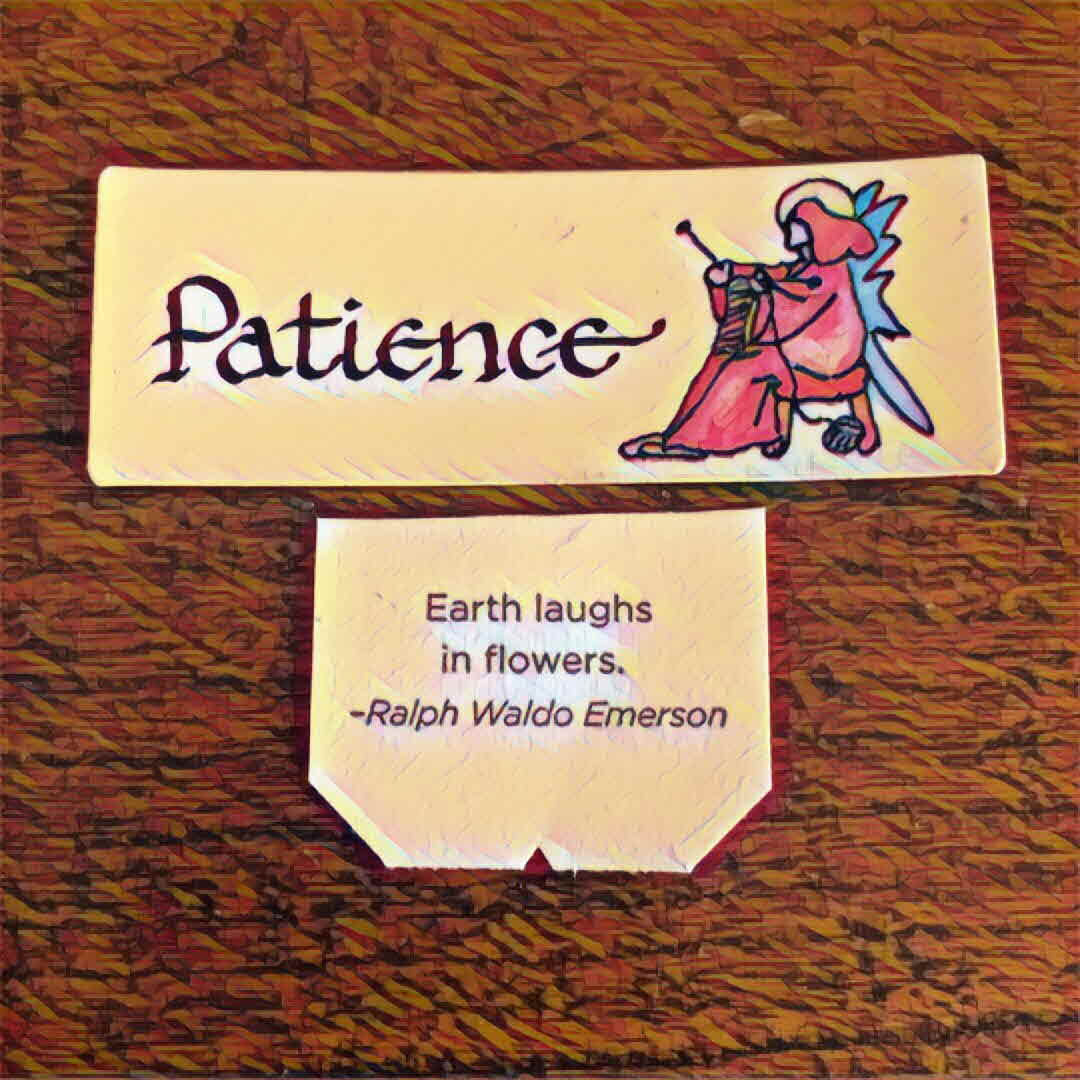 Patience
Earth laughs
in flowers.
-Ralph Waldo Emerson